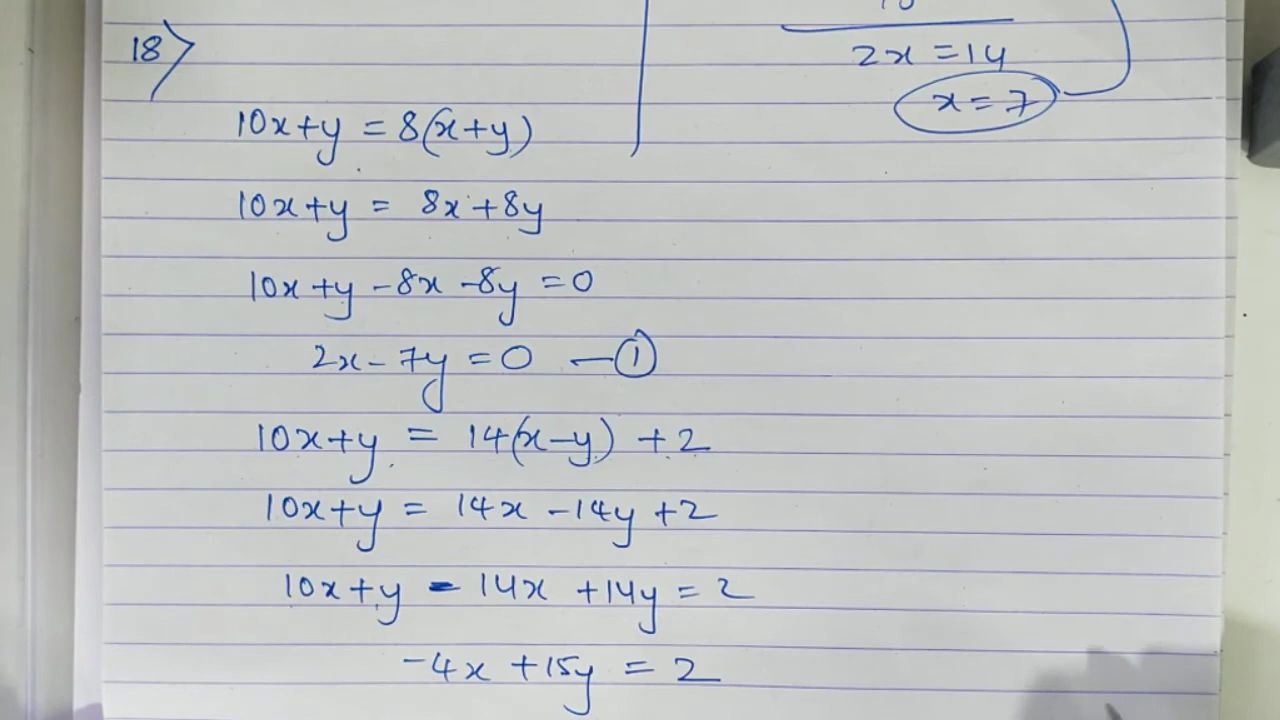 18)
10x+y = 8(x+y)
10x+y = 8x+8y
10x+y-8x-8y=0
2x-7y=0 —①
10x+y = 14(x-y)+2
10x+y = 14x-14y+2
10x+y-14x+14y=2
-4x+15y=2
2x=14
x=7